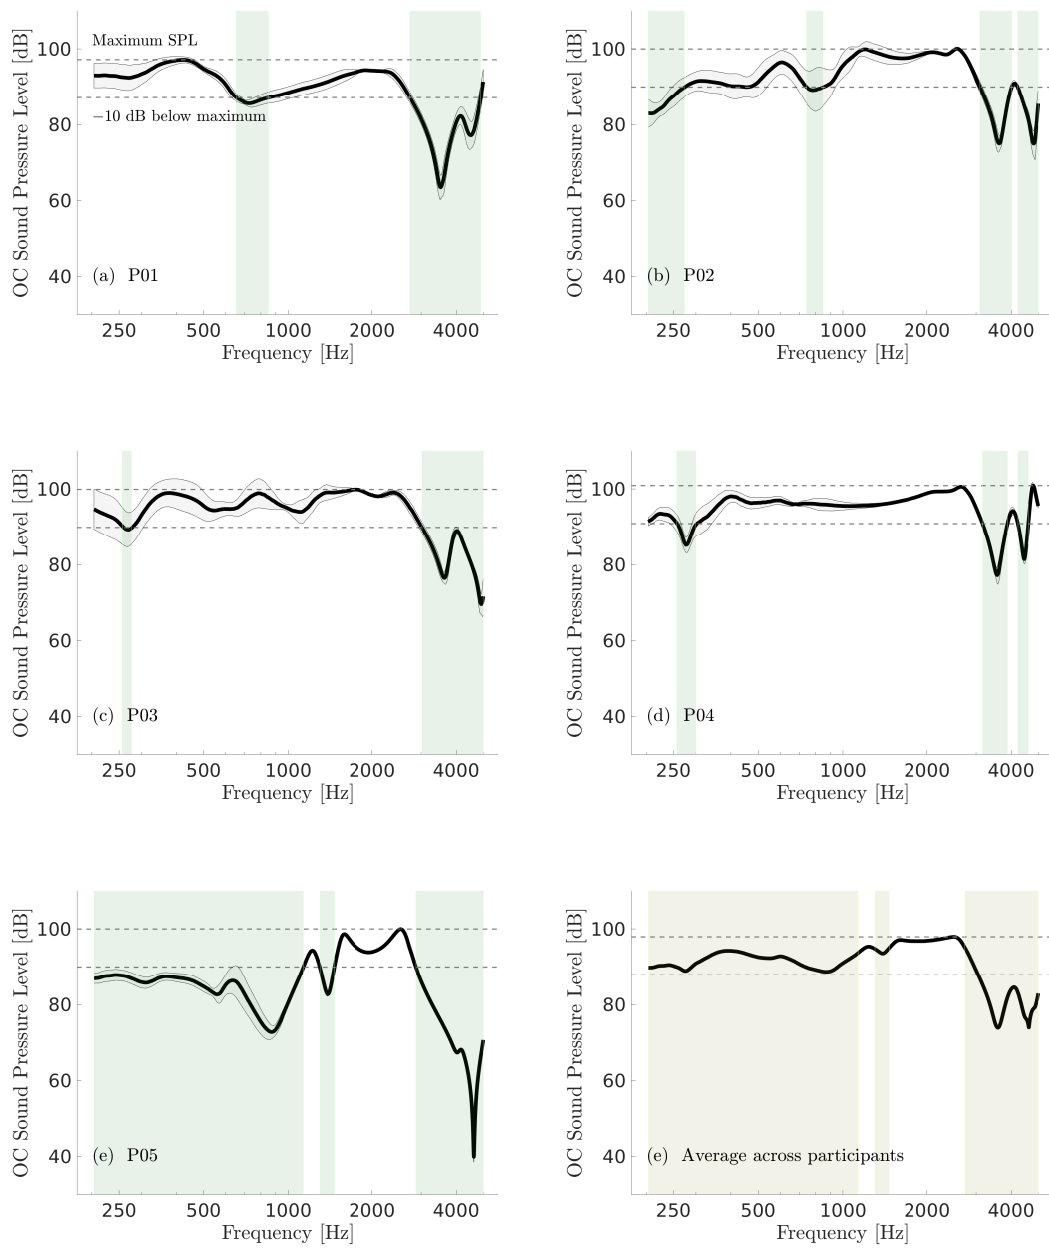 OC Sound Pressure Level [dB]
100
80
60
40
Maximum SPL
−10 dB below maximum
(a) P01
250 500 1000 2000 4000
Frequency [Hz]
OC Sound Pressure Level [dB]
100
80
60
40
(b) P02
250 500 1000 2000 4000
Frequency [Hz]
OC Sound Pressure Level [dB]
100
80
60
40
(c) P03
250 500 1000 2000 4000
Frequency [Hz]
OC Sound Pressure Level [dB]
100
80
60
40
(d) P04
250 500 1000 2000 4000
Frequency [Hz]
OC Sound Pressure Level [dB]
100
80
60
40
(e) P05
250 500 1000 2000 4000
Frequency [Hz]
OC Sound Pressure Level [dB]
100
80
60
40
(e) Average across participants
250 500 1000 2000 4000
Frequency [Hz]